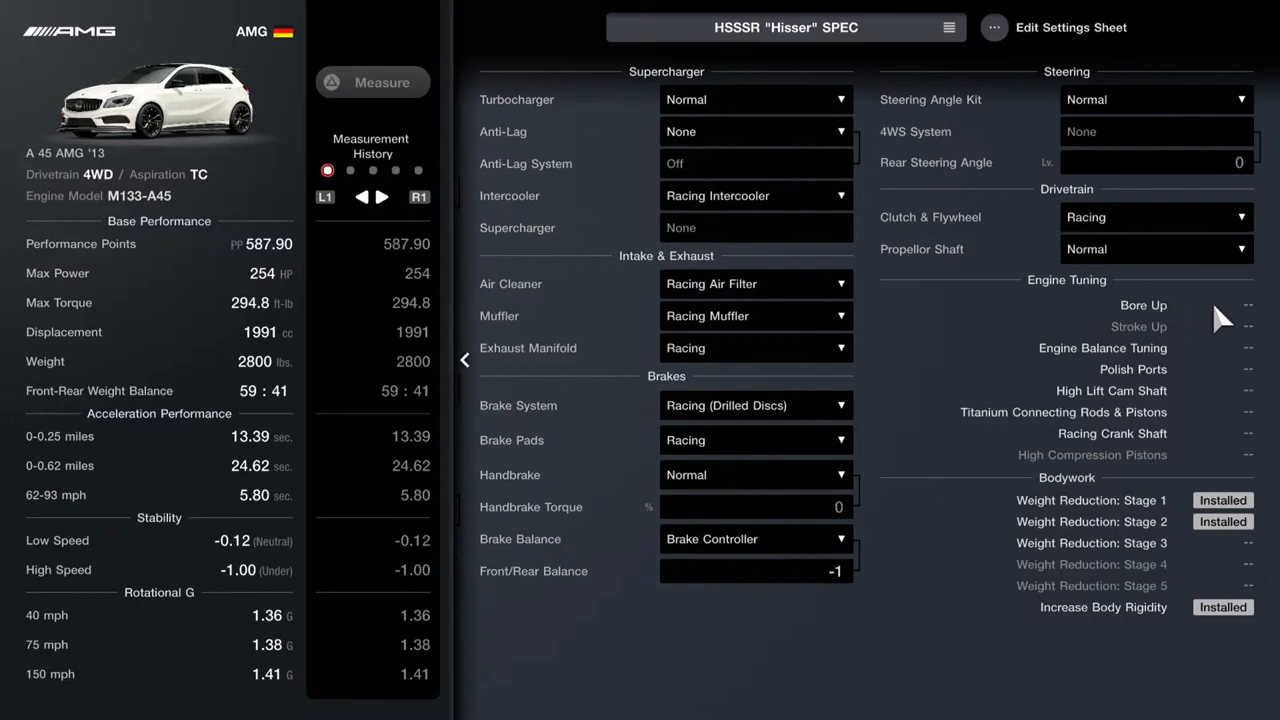 AMG AMG
A 45 AMG '13
Drivetrain 4WD / Aspiration TC
Engine Model M133-A45
Base Performance
Performance Points PP 587.90
Max Power 254 HP
Max Torque 294.8 ft-lb
Displacement 1991 cc
Weight 2800 lbs.
Front-Rear Weight Balance 59 : 41
Acceleration Performance
0-0.25 miles 13.39 sec.
0-0.62 miles 24.62 sec.
62-93 mph 5.80 sec.
Stability
Low Speed -0.12 (Neutral)
High Speed -1.00 (Under)
Rotational G
40 mph 1.36 G
75 mph 1.38 G
150 mph 1.41 G
Measure
Measurement
History
L1 R1
587.90
254
294.8
1991
2800
59 : 41
13.39
24.62
5.80
-0.12
-1.00
1.36
1.38
1.41
HSSSR "Hisser" SPEC
Edit Settings Sheet
Supercharger
Turbocharger Normal
Anti-Lag None
Anti-Lag System Off
Intercooler Racing Intercooler
Supercharger None
Intake & Exhaust
Air Cleaner Racing Air Filter
Muffler Racing Muffler
Exhaust Manifold Racing
Brakes
Brake System Racing (Drilled Discs)
Brake Pads Racing
Handbrake Normal
Handbrake Torque % 0
Brake Balance Brake Controller
Front/Rear Balance -1
Steering
Steering Angle Kit Normal
4WS System None
Rear Steering Angle Lv. 0
Drivetrain
Clutch & Flywheel Racing
Propellor Shaft Normal
Engine Tuning
Bore Up --
Stroke Up --
Engine Balance Tuning --
Polish Ports --
High Lift Cam Shaft --
Titanium Connecting Rods & Pistons --
Racing Crank Shaft --
High Compression Pistons --
Bodywork
Weight Reduction: Stage 1 Installed
Weight Reduction: Stage 2 Installed
Weight Reduction: Stage 3 --
Weight Reduction: Stage 4 --
Weight Reduction: Stage 5 --
Increase Body Rigidity Installed